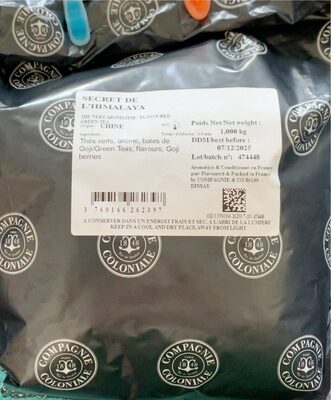 COMPAGNIE
COLONIALE
SECRET DE
L'HIMALAYA
THE VERT AROMATISE - FLAVOURED
GREEN TEA
Origine : CHINE
Ingrédients:
Thés verts, arôme, baies de
Goji/Green Teas, flavours, Goji
berries
Poids Net/Net weight :
1,000 kg
DDM/best before :
07/12/2025
Lot/batch n°: 474448
Aromatisé & Conditionné en France
par/Flavoured & Packed in France
by COMPAGNIE & CO 86130
DISSAY
3 760166 262397
A CONSERVER DANS UN ENDROIT FRAIS ET SEC, A L'ABRI DE LA LUMIERE
KEEP IN A COOL AND DRY PLACE, AWAY FROM LIGHT
COMPAGNIE
COLONIALE
COMPAGNIE
COLONIALE
COMPAGNIE
COLONIALE
COMPAGNIE
COLONIALE